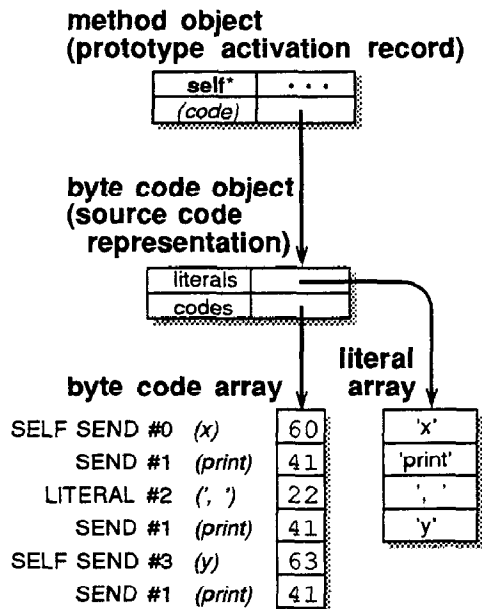 method object
(prototype activation record)
self* . . .
(code)
byte code object
(source code
representation)
literals
codes
byte code array
literal
array
SELF SEND #0 (x) 60
SEND #1 (print) 41
LITERAL #2 (', ') 22
SEND #1 (print) 41
SELF SEND #3 (y) 63
SEND #1 (print) 41
'x'
'print'
', '
'y'